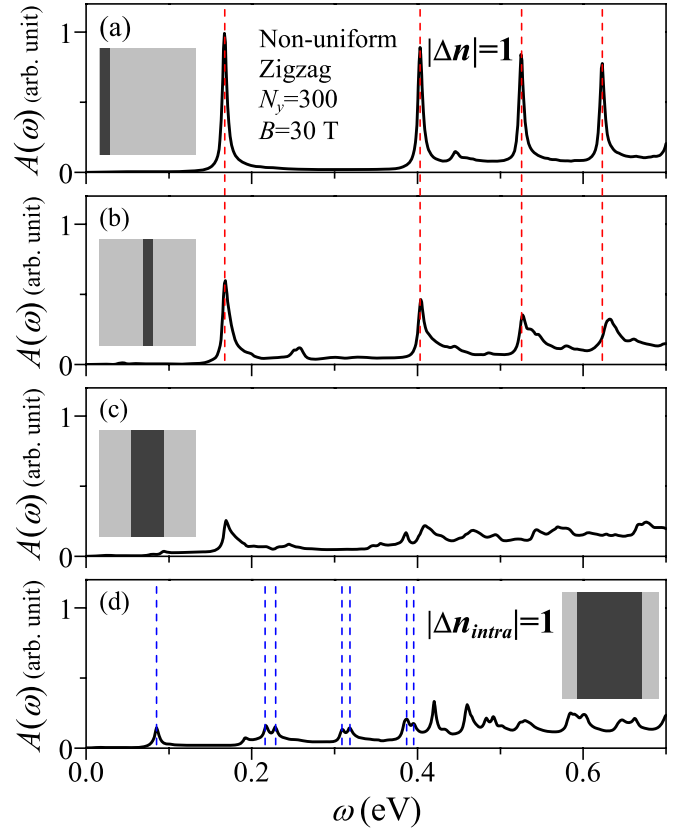 (a)
Non-uniform
Zigzag
N_y=300
B=30 T
|Δn|=1
A(ω) (arb. unit)
1
0
(b)
A(ω) (arb. unit)
1
0
(c)
A(ω) (arb. unit)
1
0
(d)
|Δn_intra|=1
A(ω) (arb. unit)
1
0
0.0 0.2 0.4 0.6
ω (eV)